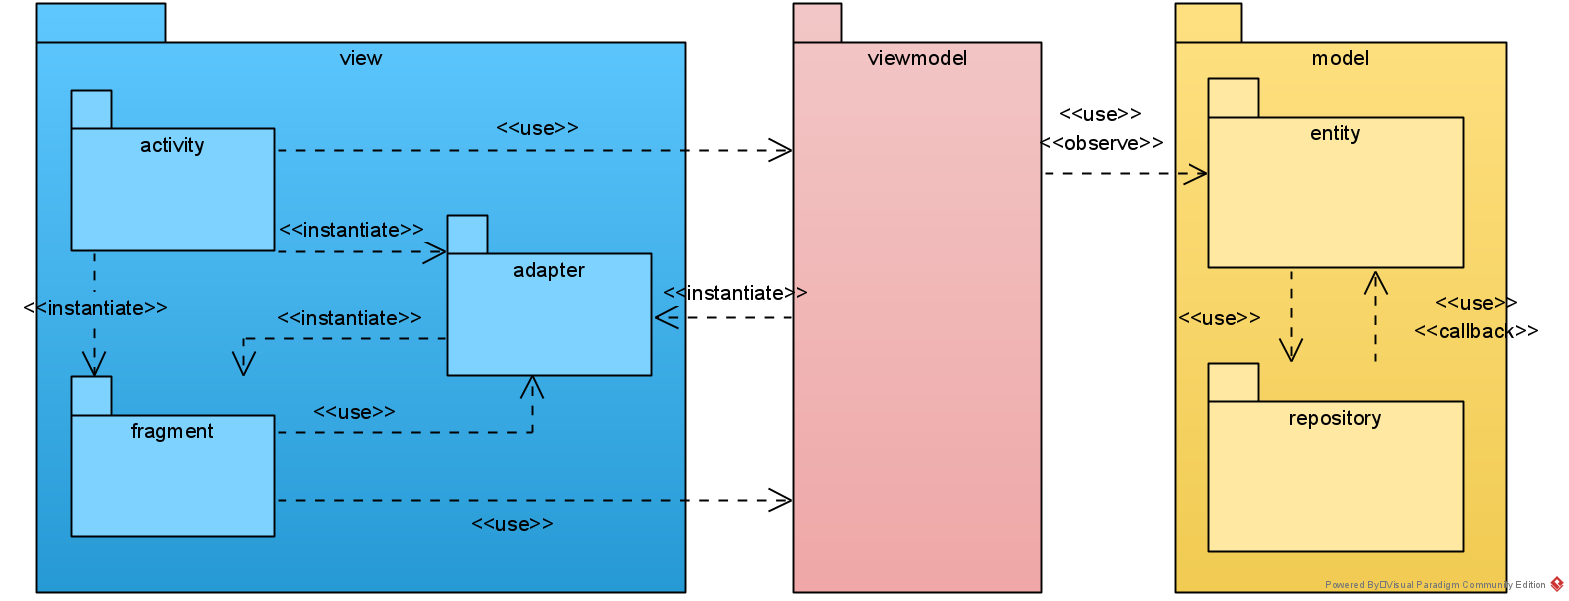 view
viewmodel
model
activity
<<use>>
<<use>>
<<observe>>
entity
<<instantiate>>
adapter
<<instantiate>>
<<instantiate>>
<<instantiate>>
<<use>>
<<use>>
<<callback>>
fragment
<<use>>
repository
<<use>>
Powered By□Visual Paradigm Community Edition